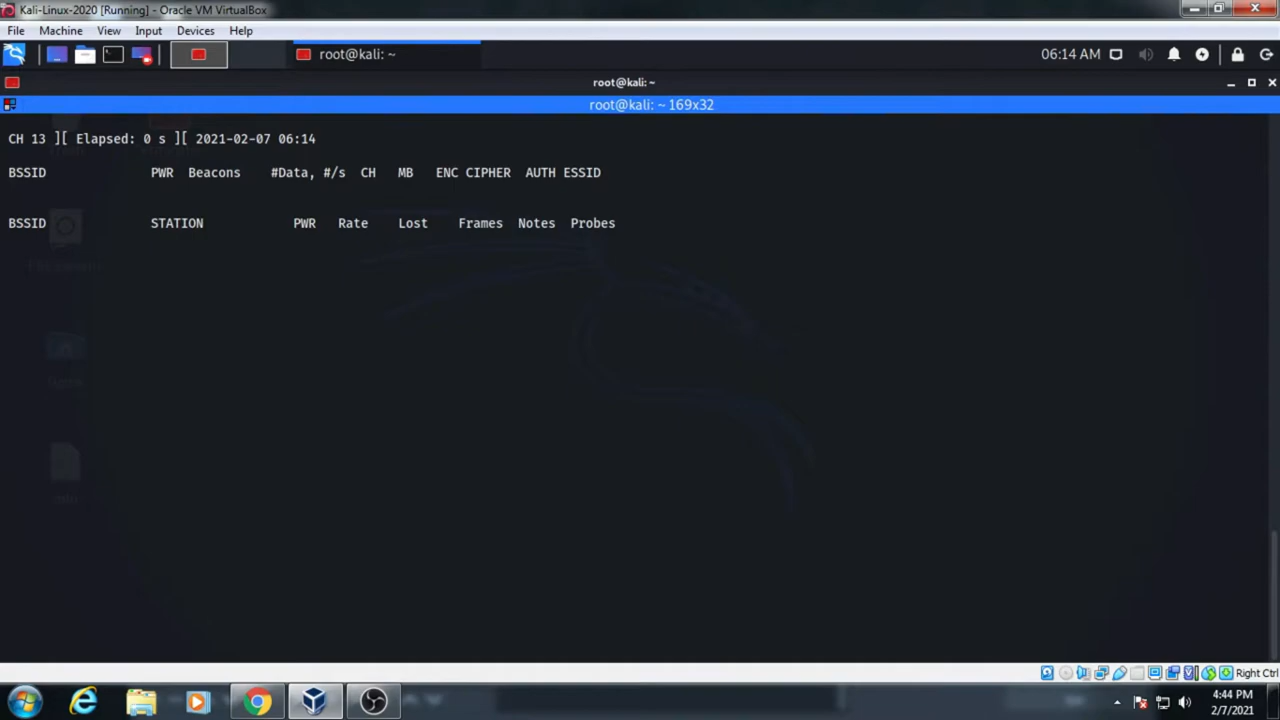 Kali-Linux-2020 [Running] - Oracle VM VirtualBox
File Machine View Input Devices Help
root@kali: ~ 06:14 AM
root@kali: ~
root@kali: ~ 169x32
CH 13 ][ Elapsed: 0 s ][ 2021-02-07 06:14
BSSID PWR Beacons #Data, #/s CH MB ENC CIPHER AUTH ESSID
BSSID STATION PWR Rate Lost Frames Notes Probes
Right Ctrl
4:44 PM
2/7/2021